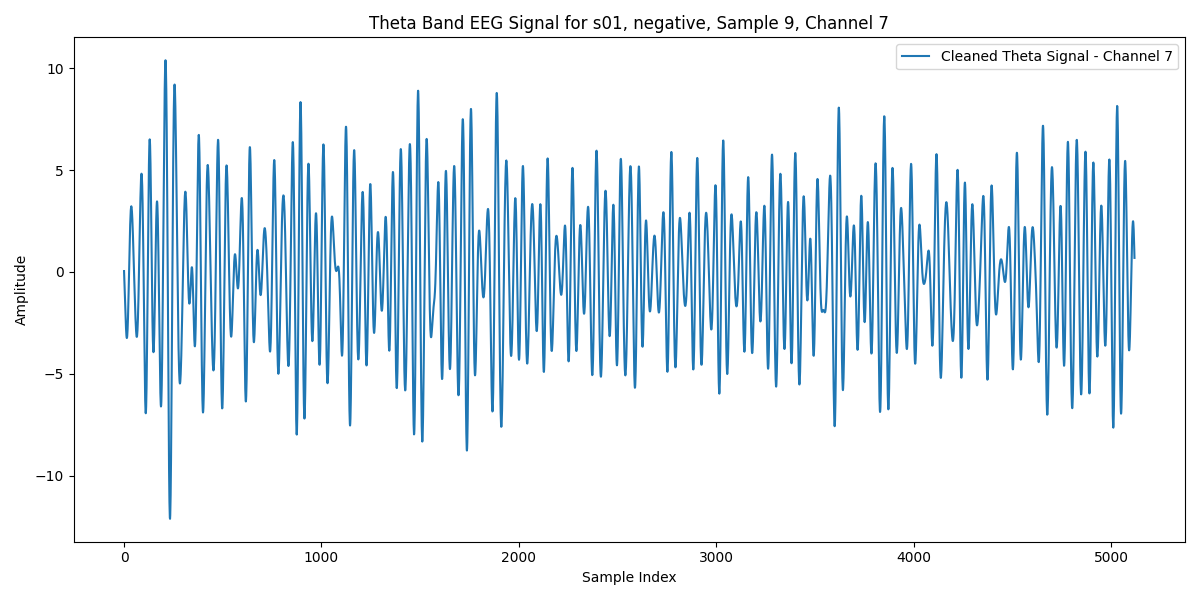 Theta Band EEG Signal for s01, negative, Sample 9, Channel 7
Cleaned Theta Signal - Channel 7
Amplitude
10
5
0
−5
−10
0 1000 2000 3000 4000 5000
Sample Index